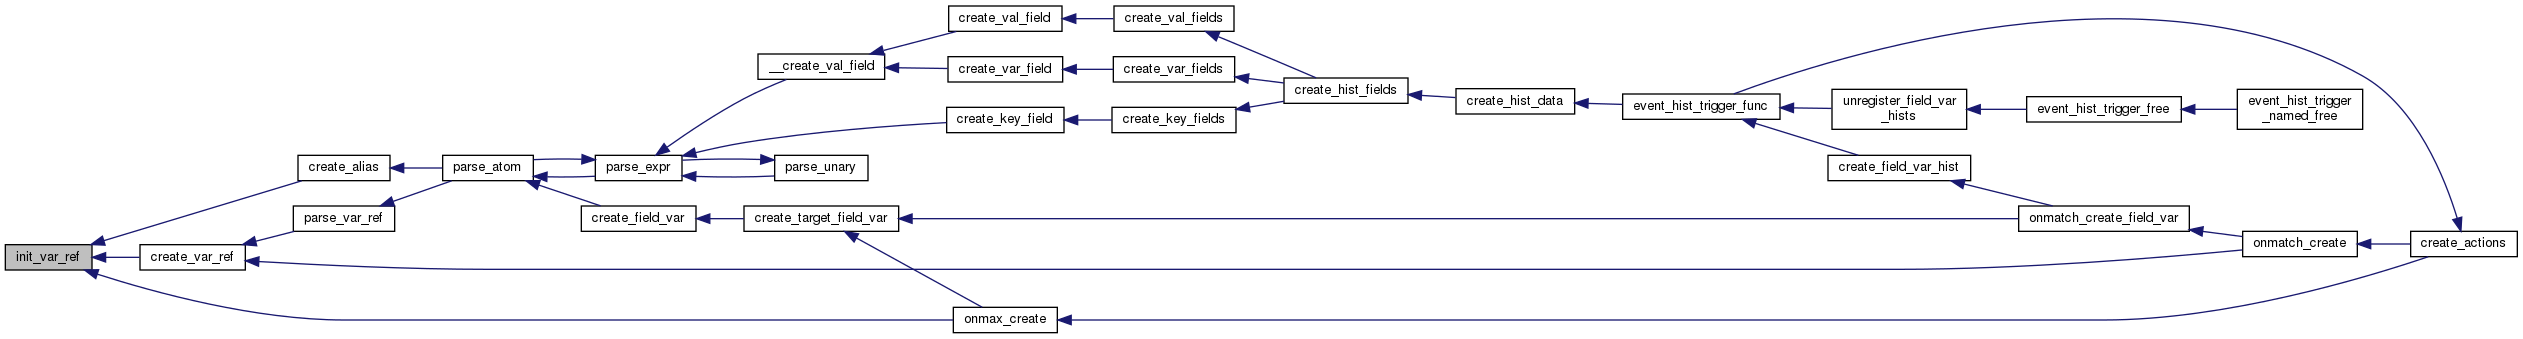 create_val_field
create_val_fields
__create_val_field
create_var_field
create_var_fields
create_hist_fields
create_hist_data
event_hist_trigger_func
unregister_field_var
_hists
event_hist_trigger_free
event_hist_trigger
_named_free
create_key_field
create_key_fields
create_alias
parse_atom
parse_expr
parse_unary
create_field_var_hist
parse_var_ref
create_field_var
create_target_field_var
onmatch_create_field_var
init_var_ref
create_var_ref
onmatch_create
create_actions
onmax_create